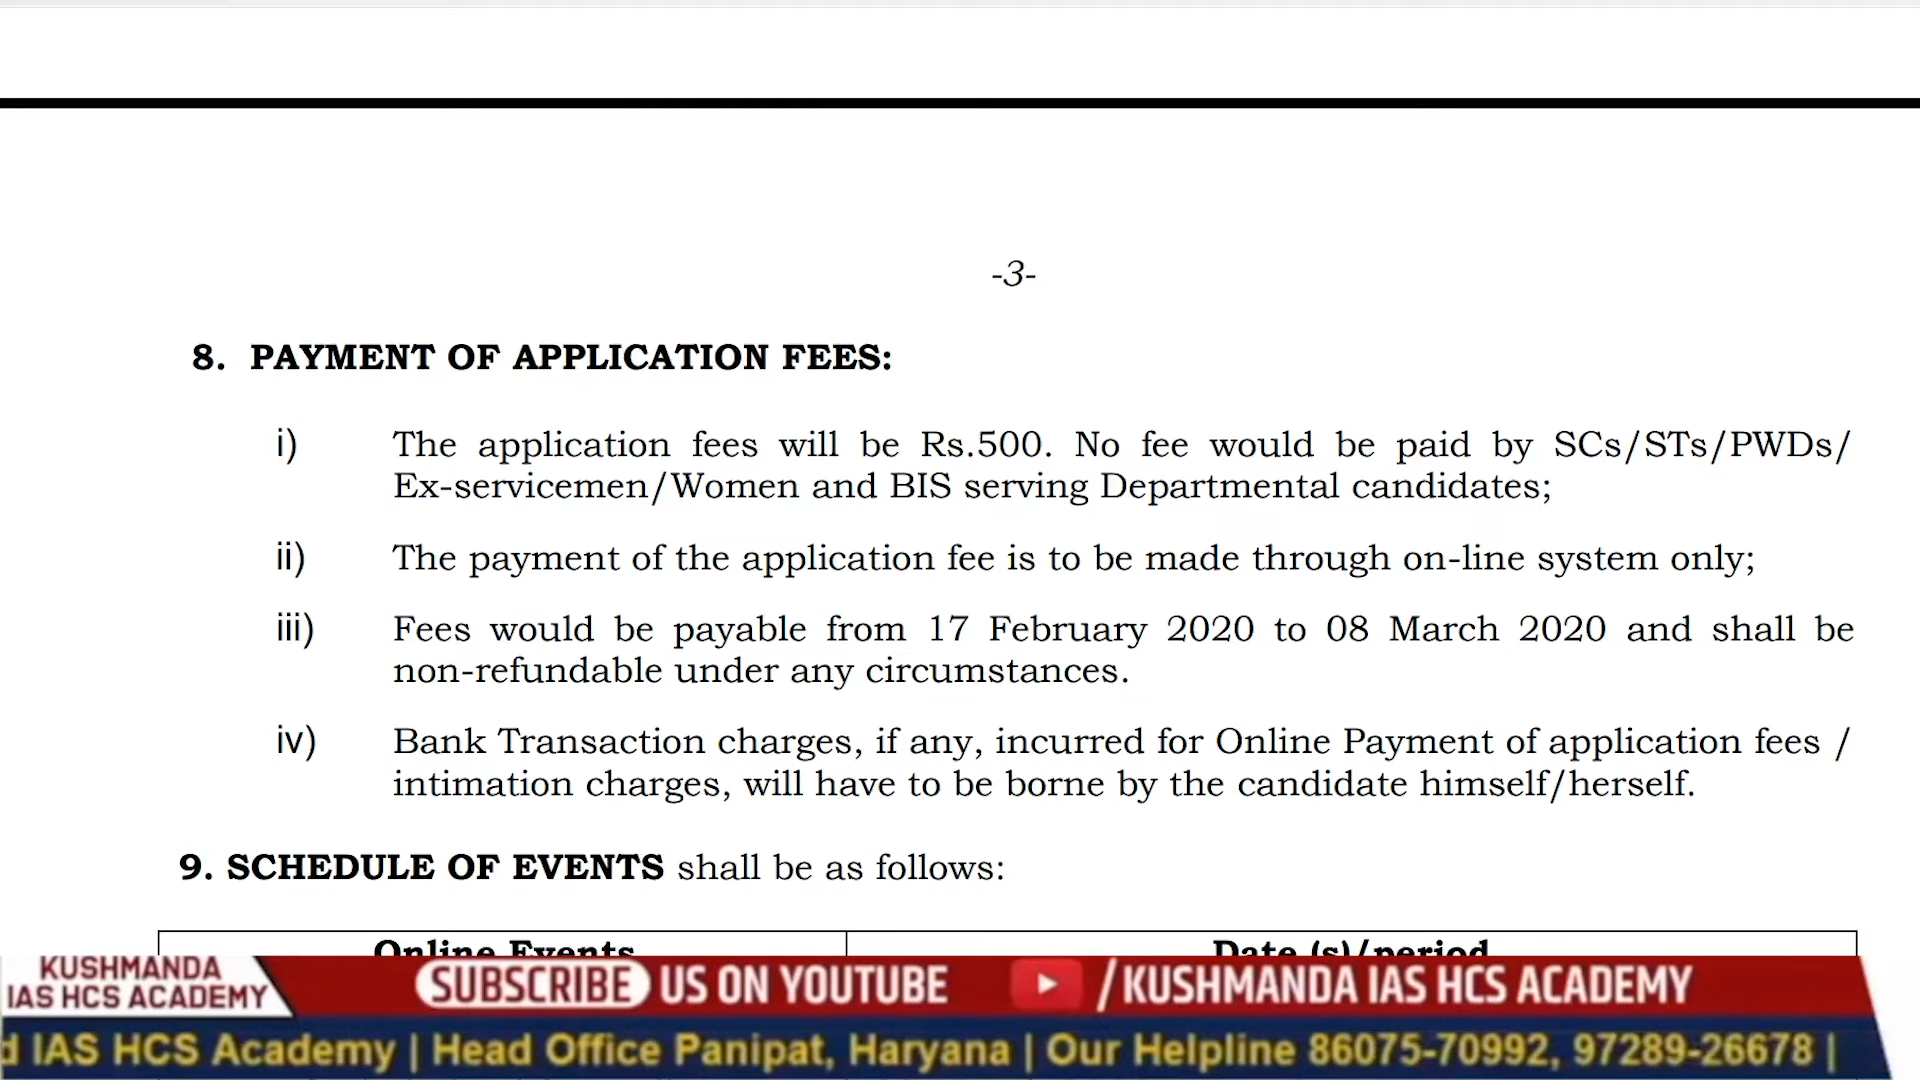 -3-
8. PAYMENT OF APPLICATION FEES:
i) The application fees will be Rs.500. No fee would be paid by SCs/STs/PWDs/
Ex-servicemen/Women and BIS serving Departmental candidates;
ii) The payment of the application fee is to be made through on-line system only;
iii) Fees would be payable from 17 February 2020 to 08 March 2020 and shall be
non-refundable under any circumstances.
iv) Bank Transaction charges, if any, incurred for Online Payment of application fees /
intimation charges, will have to be borne by the candidate himself/herself.
9. SCHEDULE OF EVENTS shall be as follows:
Online Events Date (s)/period
KUSHMANDA
IAS HCS ACADEMY
SUBSCRIBE US ON YOUTUBE /KUSHMANDA IAS HCS ACADEMY
IAS HCS Academy | Head Office Panipat, Haryana | Our Helpline 86075-70992, 97289-26678 |